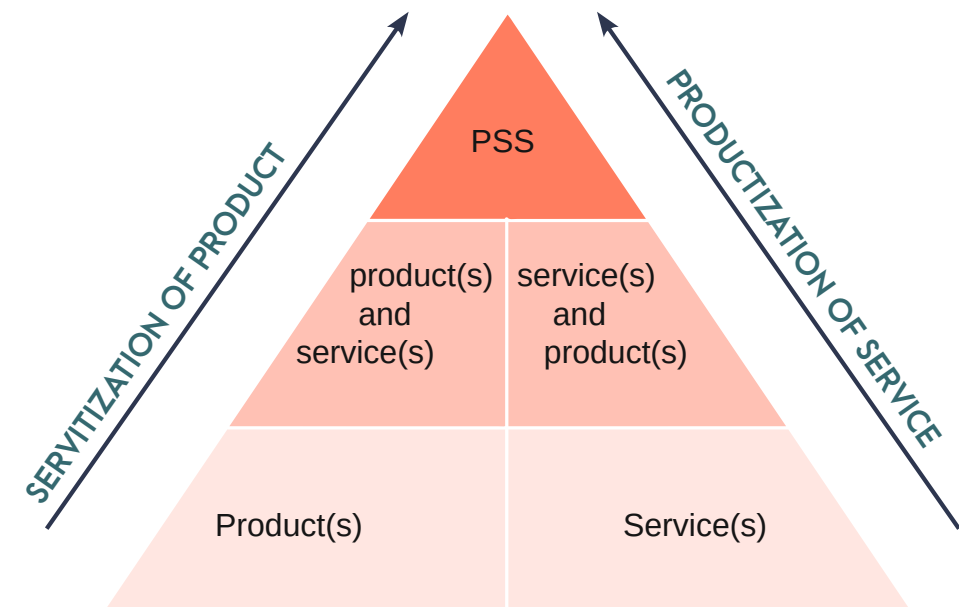 SERVITIZATION OF PRODUCT
PRODUCTIZATION OF SERVICE
PSS
product(s)
and
service(s)
service(s)
and
product(s)
Product(s)
Service(s)